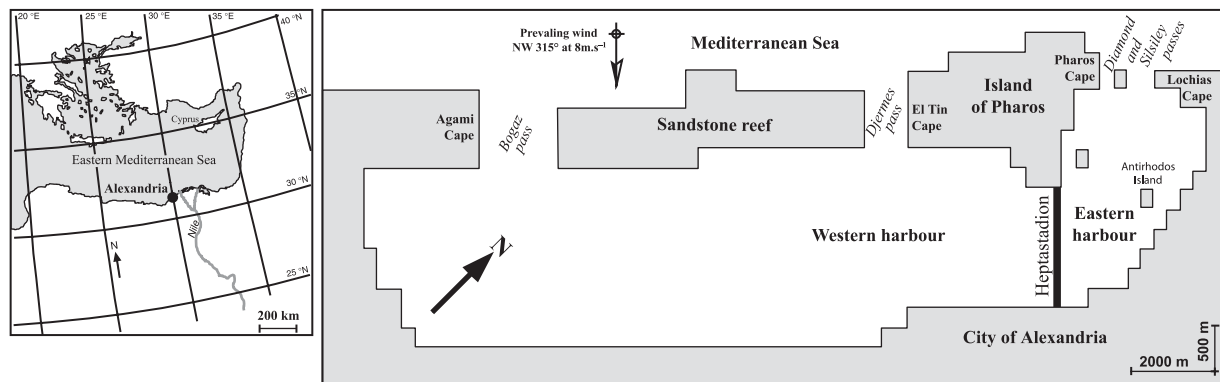 20 °E
25 °E
30 °E
35 °E
40 °N
35 °N
30 °N
25 °N
Cyprus
Eastern Mediterranean Sea
Alexandria
Nile
N
200 km
Prevaling wind
NW 315° at 8m.s⁻¹
Mediterranean Sea
Agami
Cape
Bogaz
pass
Sandstone reef
Djermes
pass
El Tin
Cape
Island
of Pharos
Pharos
Cape
Diamond
and
Silsiley
passes
Lochias
Cape
Antirhodos
Island
Western harbour
Heptastadion
Eastern
harbour
N
City of Alexandria
500 m
2000 m